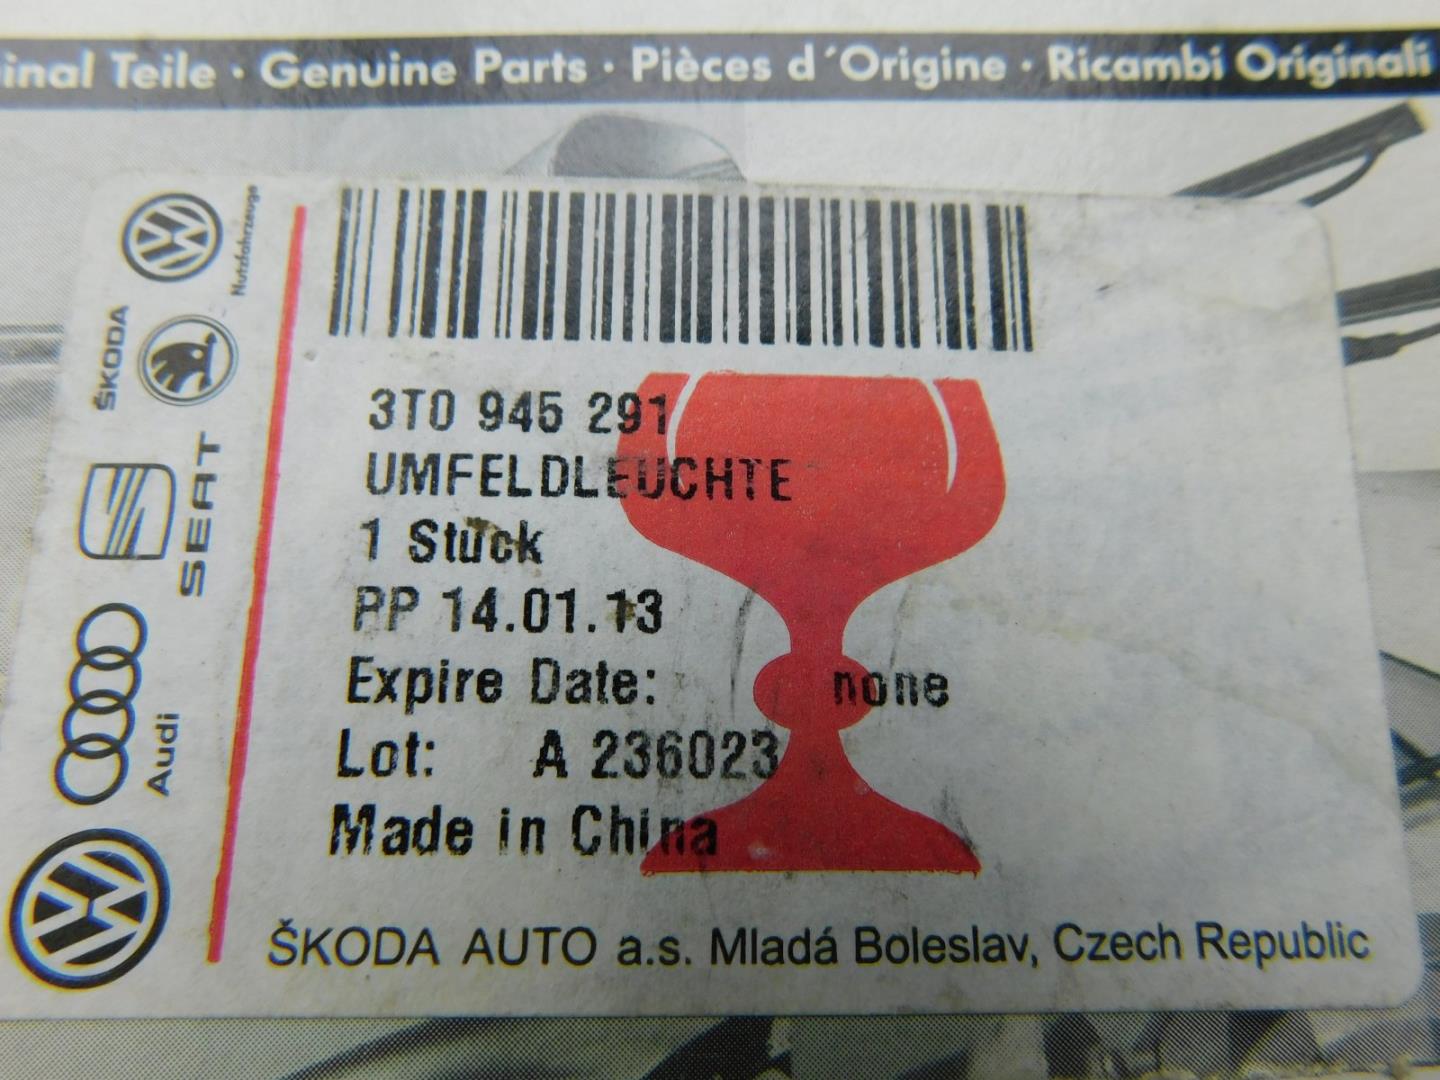 inal Teile · Genuine Parts · Pièces d´Origine · Ricambi Originali
Nutzfahrzeuge
ŠKODA
SEAT
Audi
3T0 945 291
UMFELDLEUCHTE
1 Stuck
PP 14.01.13
Expire Date: none
Lot: A 236023
Made in China
ŠKODA AUTO a.s. Mladá Boleslav, Czech Republic